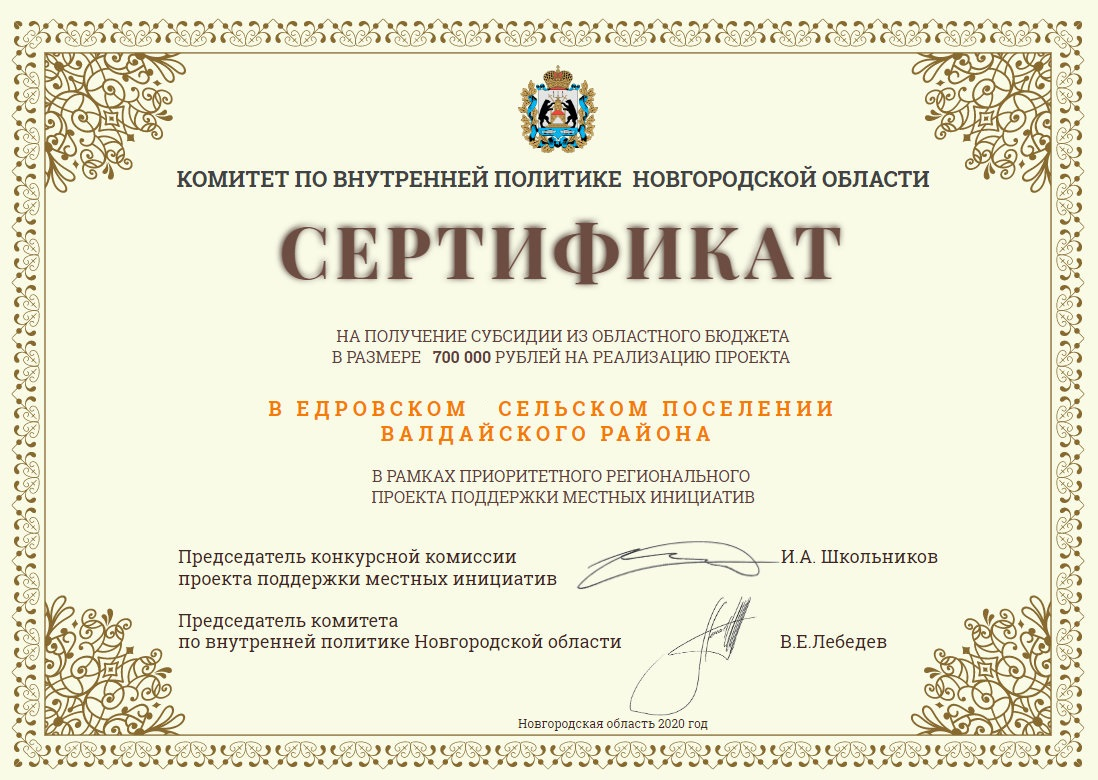 КОМИТЕТ ПО ВНУТРЕННЕЙ ПОЛИТИКЕ НОВГОРОДСКОЙ ОБЛАСТИ
СЕРТИФИКАТ
НА ПОЛУЧЕНИЕ СУБСИДИИ ИЗ ОБЛАСТНОГО БЮДЖЕТА
В РАЗМЕРЕ 700 000 РУБЛЕЙ НА РЕАЛИЗАЦИЮ ПРОЕКТА
В ЕДРОВСКОМ СЕЛЬСКОМ ПОСЕЛЕНИИ
ВАЛДАЙСКОГО РАЙОНА
В РАМКАХ ПРИОРИТЕТНОГО РЕГИОНАЛЬНОГО
ПРОЕКТА ПОДДЕРЖКИ МЕСТНЫХ ИНИЦИАТИВ
Председатель конкурсной комиссии
проекта поддержки местных инициатив
И.А. Школьников
Председатель комитета
по внутренней политике Новгородской области
В.Е.Лебедев
Новгородская область 2020 год